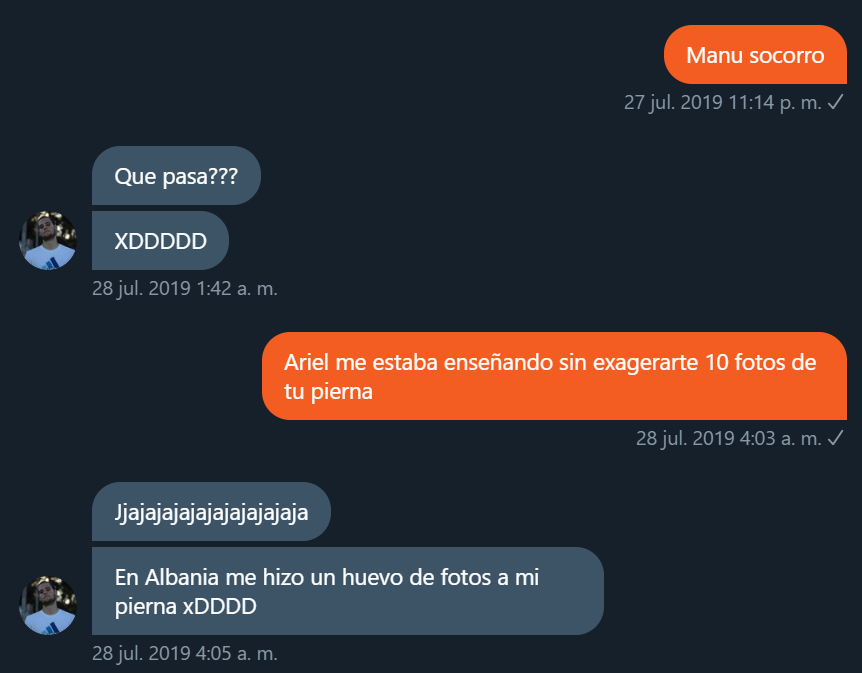 Manu socorro
27 jul. 2019 11:14 p. m. ✓
Que pasa???
XDDDDD
28 jul. 2019 1:42 a. m.
Ariel me estaba enseñando sin exagerarte 10 fotos de
tu pierna
28 jul. 2019 4:03 a. m. ✓
Jjajajajajajajajajajaja
En Albania me hizo un huevo de fotos a mi
pierna xDDDD
28 jul. 2019 4:05 a. m.